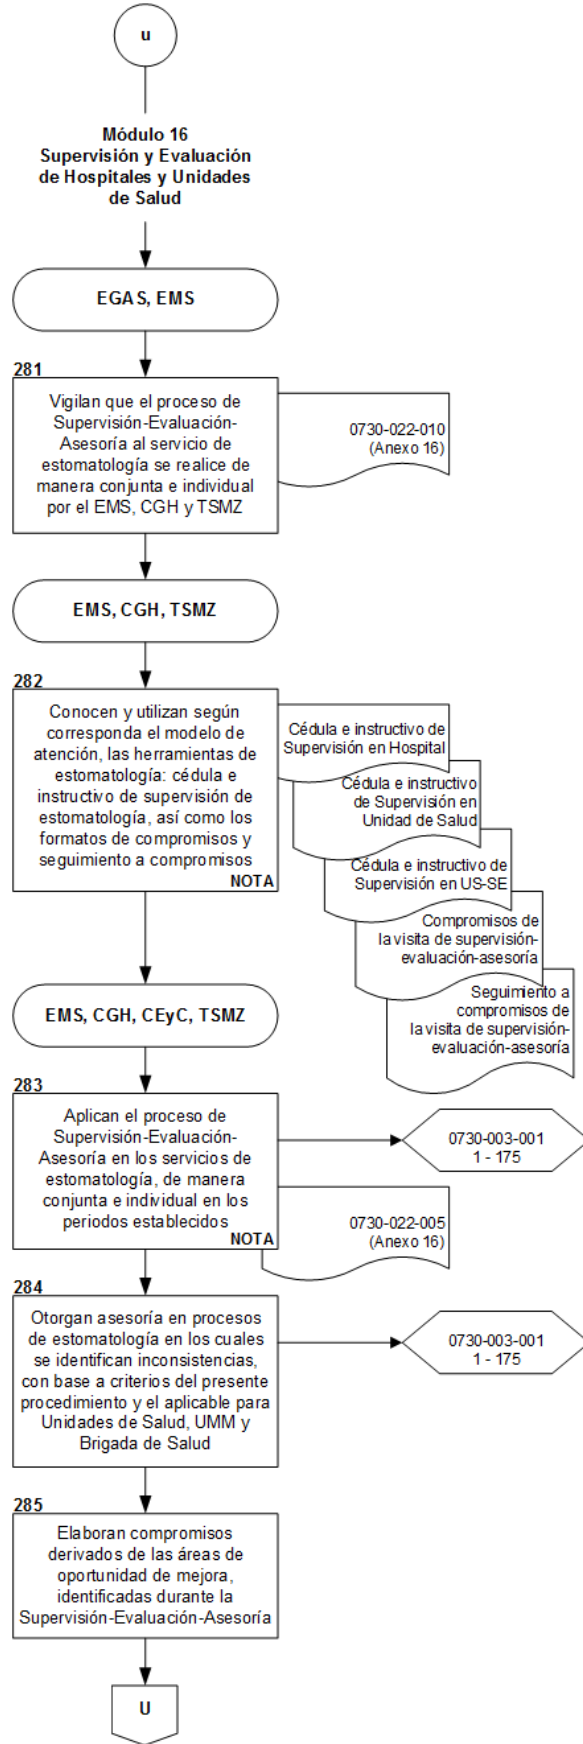 u
Módulo 16
Supervisión y Evaluación
de Hospitales y Unidades
de Salud
EGAS, EMS
281
Vigilan que el proceso de
Supervisión-Evaluación-
Asesoría al servicio de
estomatología se realice de
manera conjunta e individual
por el EMS, CGH y TSMZ
0730-022-010
(Anexo 16)
EMS, CGH, TSMZ
282
Conocen y utilizan según
corresponda el modelo de
atención, las herramientas de
estomatología: cédula e
instructivo de supervisión de
estomatología, así como los
formatos de compromisos y
seguimiento a compromisos
NOTA
Cédula e instructivo de
Supervisión en Hospital
Cédula e instructivo
de Supervisión en
Unidad de Salud
Cédula e instructivo de
Supervisión en US-SE
Compromisos de
la visita de supervisión-
evaluación-asesoría
Seguimiento a
compromisos de
la visita de supervisión-
evaluación-asesoría
EMS, CGH, CEyC, TSMZ
283
Aplican el proceso de
Supervisión-Evaluación-
Asesoría en los servicios de
estomatología, de manera
conjunta e individual en los
periodos establecidos
NOTA
0730-003-001
1 - 175
0730-022-005
(Anexo 16)
284
Otorgan asesoría en procesos
de estomatología en los cuales
se identifican inconsistencias,
con base a criterios del presente
procedimiento y el aplicable para
Unidades de Salud, UMM y
Brigada de Salud
0730-003-001
1 - 175
285
Elaboran compromisos
derivados de las áreas de
oportunidad de mejora,
identificadas durante la
Supervisión-Evaluación-Asesoría
U